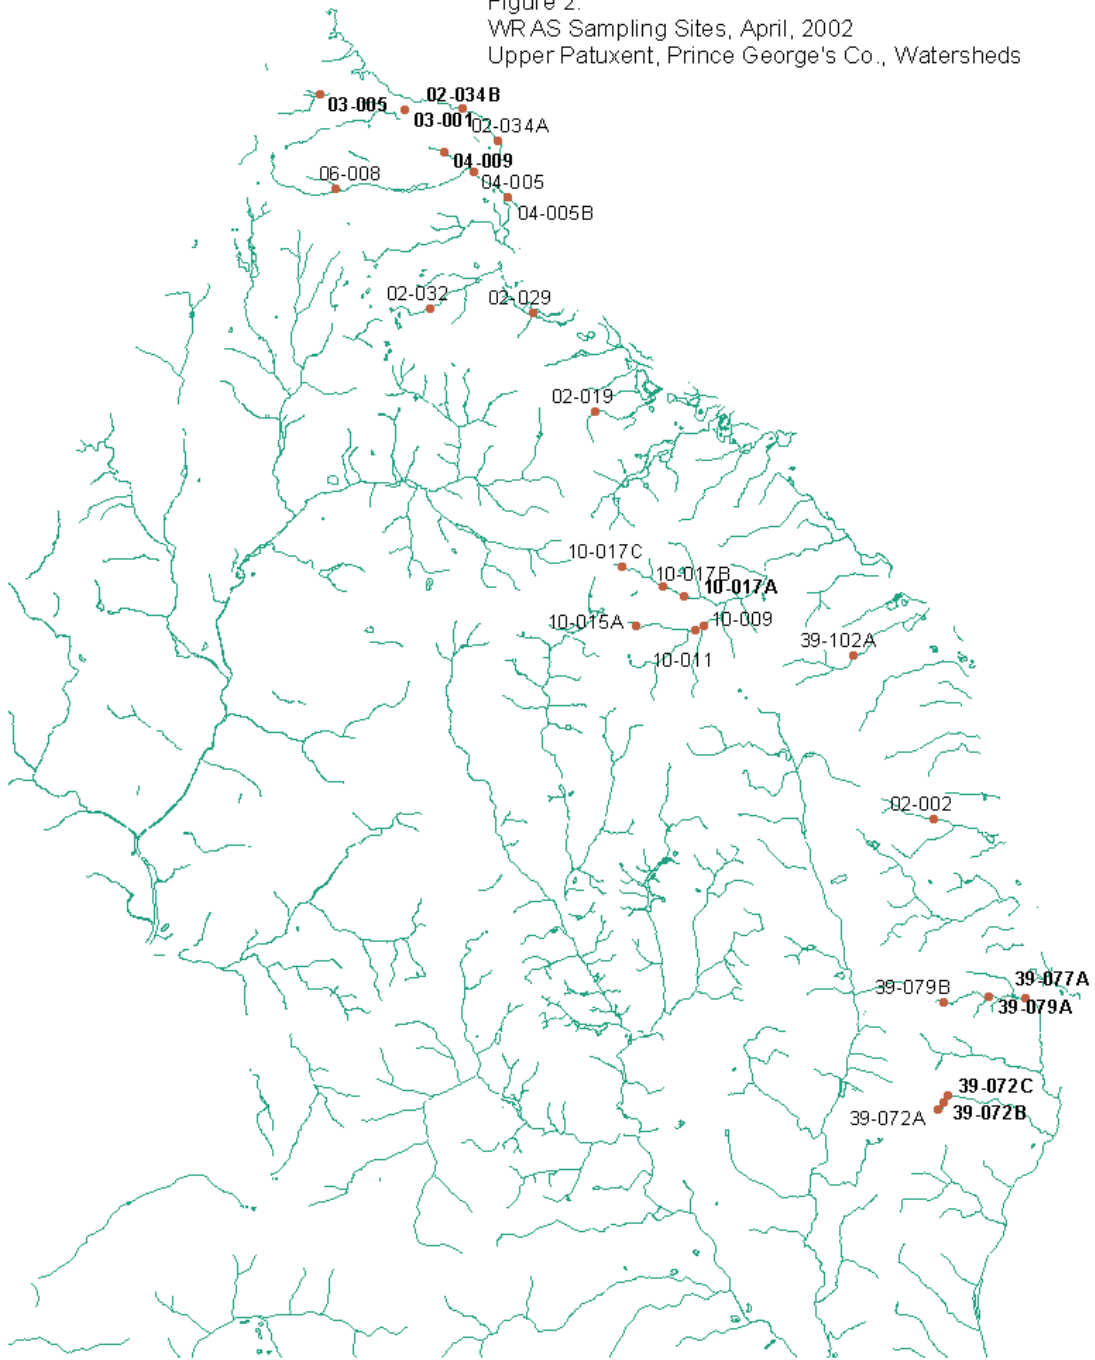 Figure 2.
WRAS Sampling Sites, April, 2002
Upper Patuxent, Prince George's Co., Watersheds
03-005
02-034B
03-001
02-034A
04-009
06-008
04-005
04-005B
02-032
02-029
02-019
10-017C
10-017B
10-017A
10-015A
10-009
10-011
39-102A
02-002
39-077A
39-079B
39-079A
39-072C
39-072A
39-072B